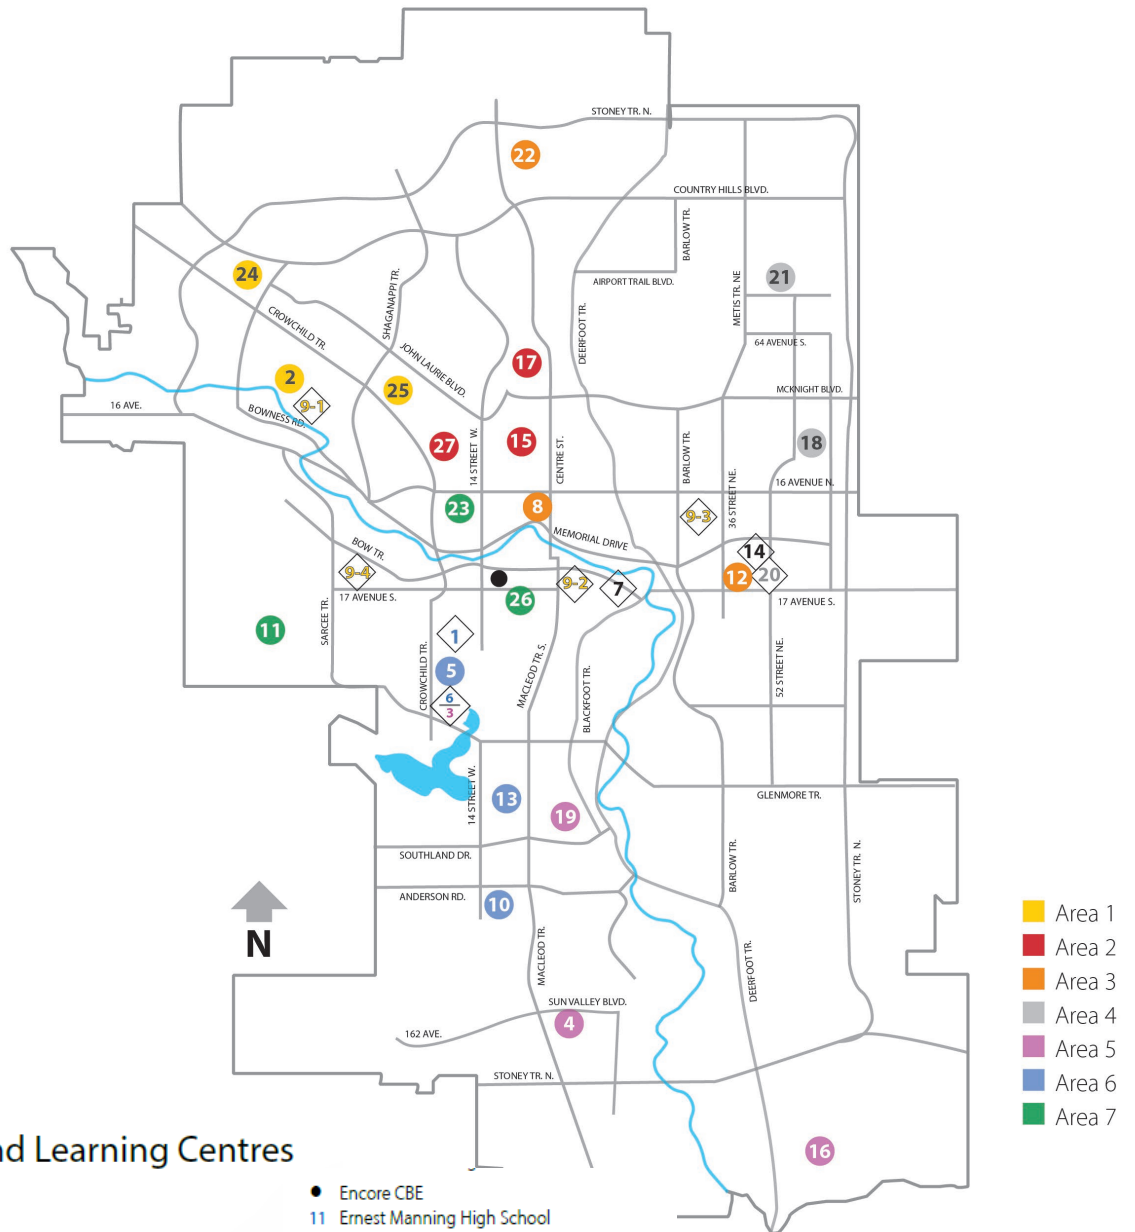 STONEY TR. N.
22
COUNTRY HILLS BLVD.
BARLOW TR.
24
SHAGANAPPI TR.
AIRPORT TRAIL BLVD.
METIS TR. NE
21
CROWCHILD TR.
DEERFOOT TR.
64 AVENUE S.
JOHN LAURIE BLVD.
17
2
25
MCKNIGHT BLVD.
16 AVE.
9-1
BOWNESS RD.
27
14 STREET W.
15
CENTRE ST.
BARLOW TR.
18
36 STREET NE.
16 AVENUE N.
23
8
9-3
BOW TR.
MEMORIAL DRIVE
14
9-4
9-2
7
12
20
17 AVENUE S.
26
17 AVENUE S.
11
SARCEE TR.
1
5
CROWCHILD TR.
6
3
MACLEOD TR. S.
BLACKFOOT TR.
52 STREET NE.
14 STREET W.
13
19
GLENMORE TR.
SOUTHLAND DR.
BARLOW TR.
STONEY TR. N.
ANDERSON RD.
10
N
MACLEOD TR.
DEERFOOT TR.
SUN VALLEY BLVD.
4
162 AVE.
STONEY TR. N.
16
Area 1
Area 2
Area 3
Area 4
Area 5
Area 6
Area 7
Learning Centres
Encore CBE
11 Ernest Manning High School